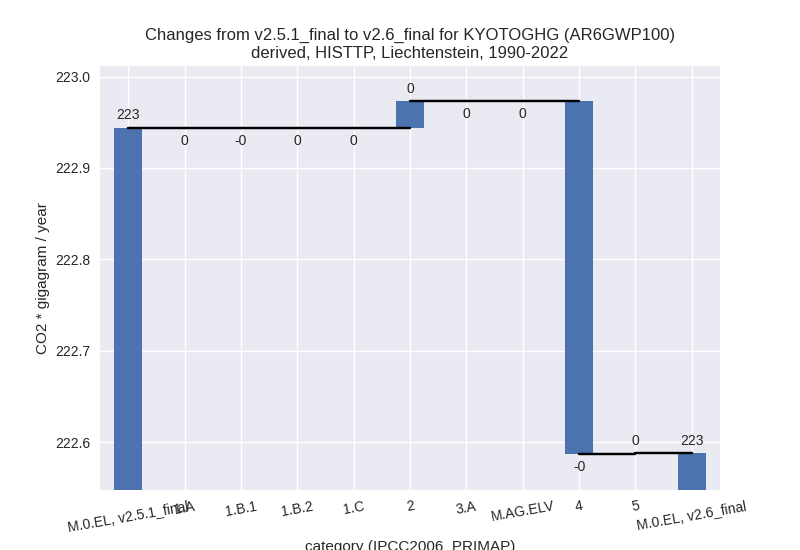 Changes from v2.5.1_final to v2.6_final for KYOTOGHG (AR6GWP100)
derived, HISTTP, Liechtenstein, 1990-2022
CO2 * gigagram / year
223.0
222.9
222.8
222.7
222.6
223
0
-0
0
0
0
0
0
-0
0
223
M.0.EL, v2.5.1_final
1.A
1.B.1
1.B.2
1.C
2
3.A
M.AG.ELV
4
5
M.0.EL, v2.6_final
category (IPCC2006_PRIMAP)